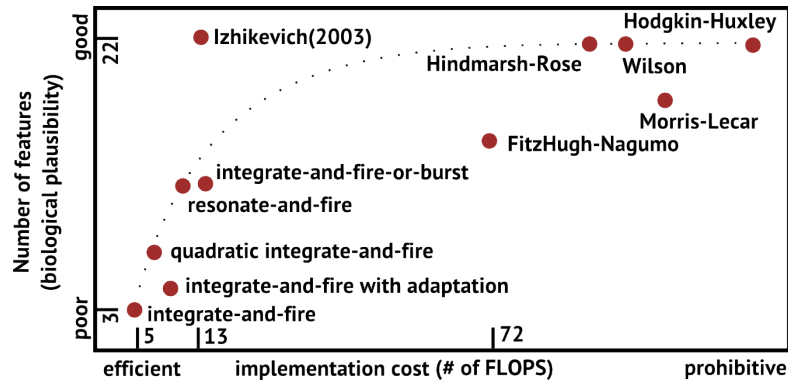 good
22
Number of features
(biological plausibility)
poor
3
Izhikevich(2003)
Hodgkin-Huxley
Hindmarsh-Rose
Wilson
Morris-Lecar
FitzHugh-Nagumo
integrate-and-fire-or-burst
resonate-and-fire
quadratic integrate-and-fire
integrate-and-fire with adaptation
integrate-and-fire
5
13
72
efficient
implementation cost (# of FLOPS)
prohibitive